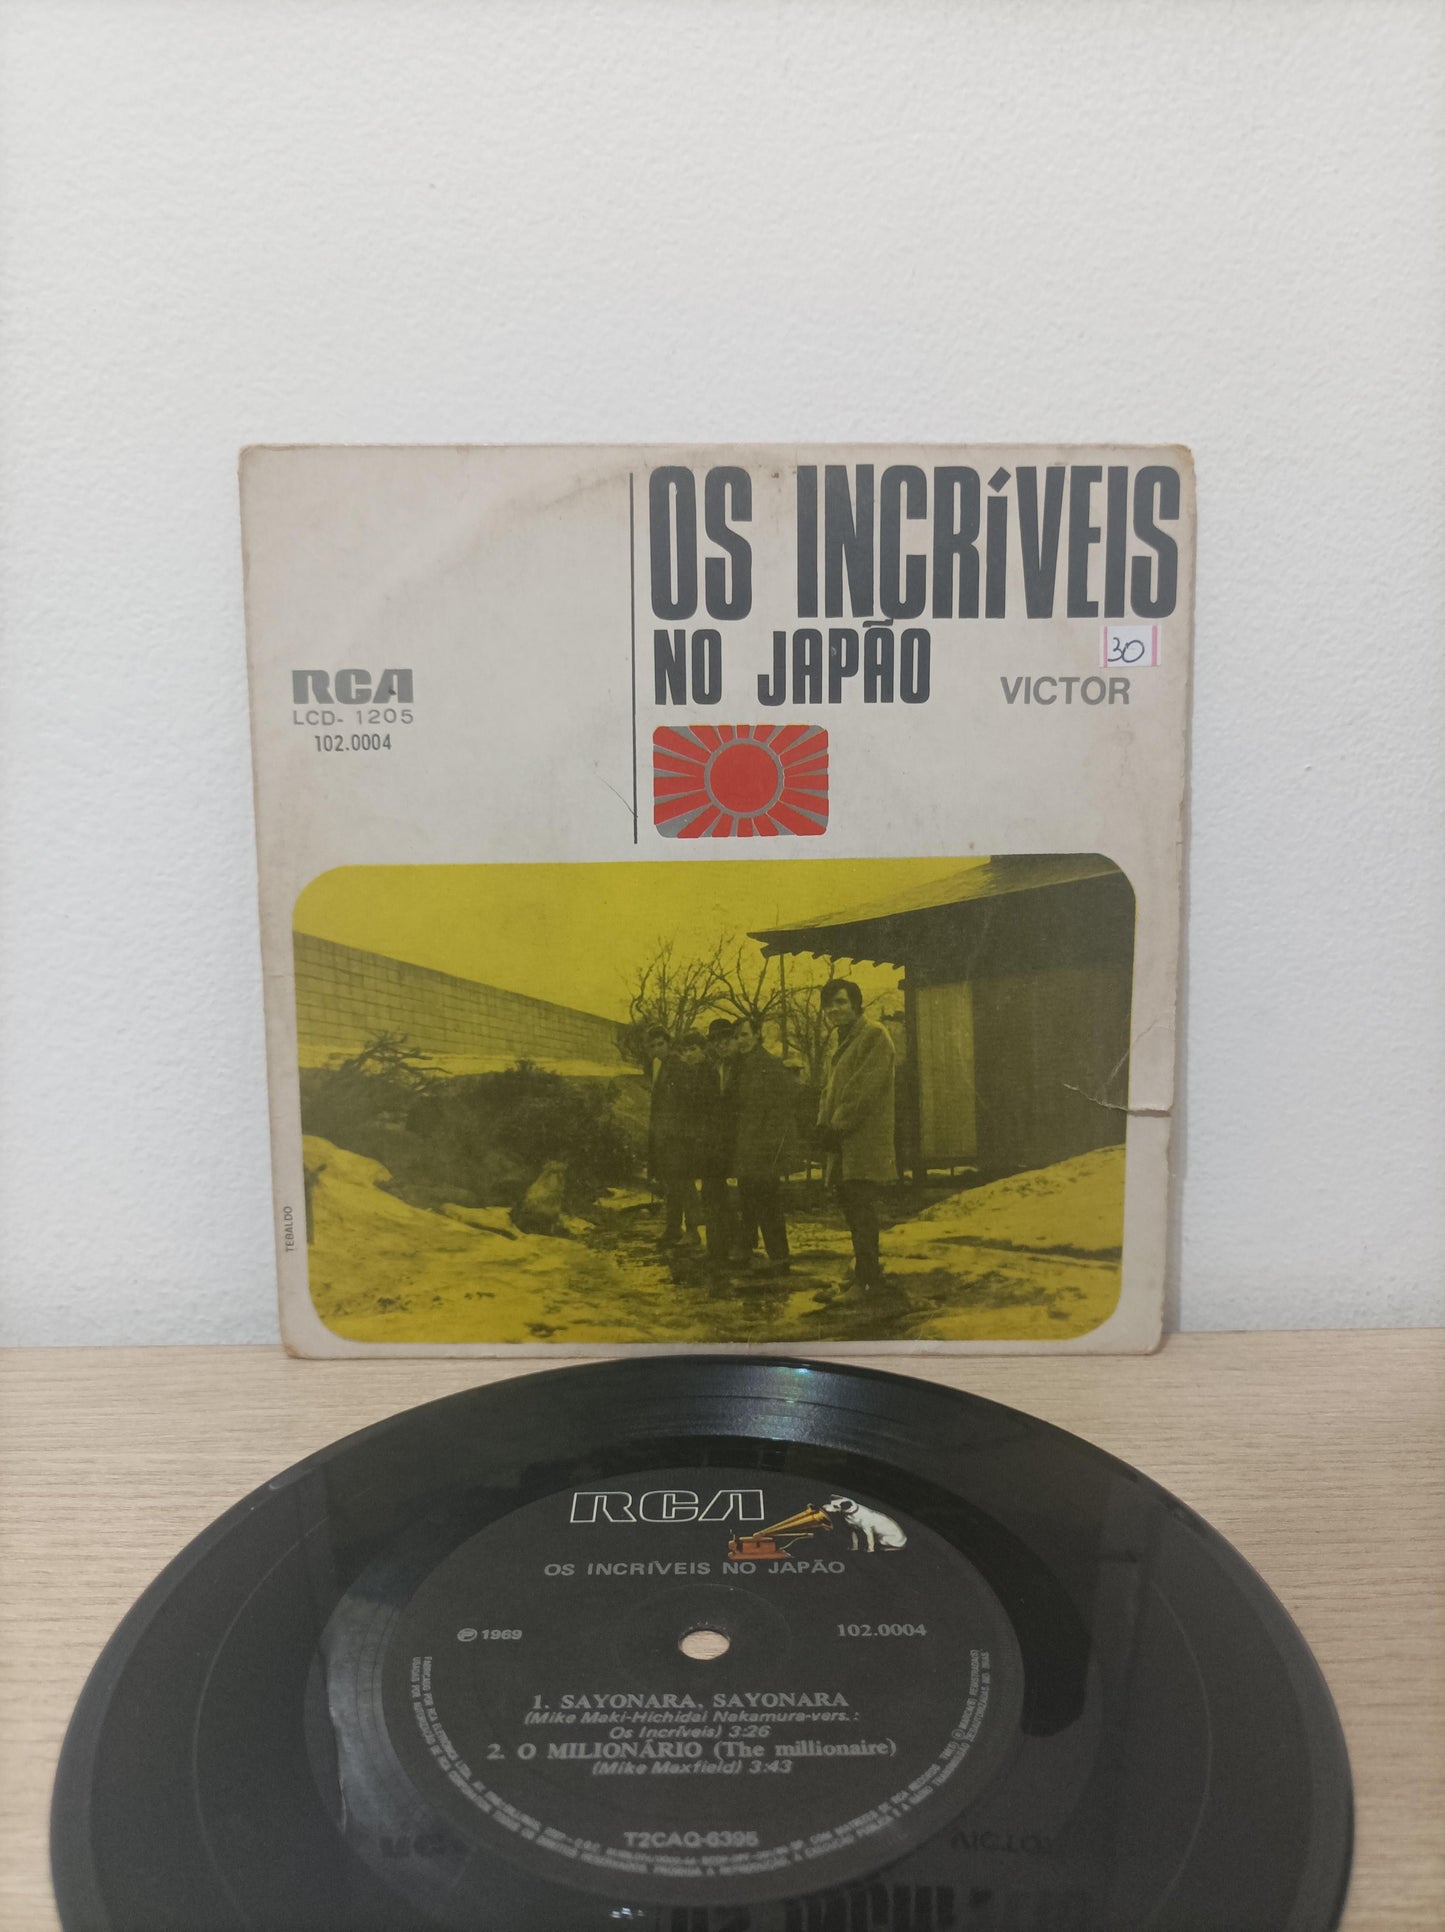 OS INCRÍVEIS
NO JAPÃO
30
VICTOR
RCA
LCD- 1205
102.0004
TEBALDO
RCA
OS INCRÍVEIS NO JAPÃO
℗ 1969
102.0004
1. SAYONARA, SAYONARA
(Mike Maki-Hichidai Nakamura-vers.:
Os Incríveis) 3:26
2. O MILIONÁRIO (The millionaire)
(Mike Maxfield) 3:43
T2CAQ-6395